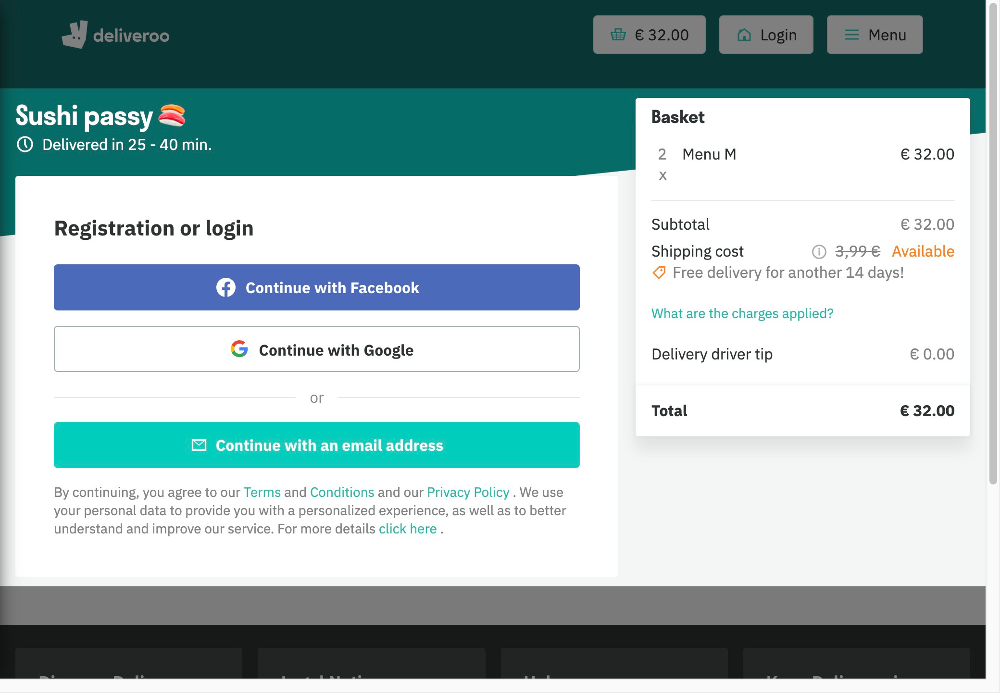 deliveroo
€ 32.00
Login
Menu
Sushi passy
Delivered in 25 - 40 min.
Registration or login
Continue with Facebook
Continue with Google
or
Continue with an email address
By continuing, you agree to our Terms and Conditions and our Privacy Policy . We use
your personal data to provide you with a personalized experience, as well as to better
understand and improve our service. For more details click here .
Basket
2 Menu M € 32.00
x
Subtotal € 32.00
Shipping cost 3,99 € Available
Free delivery for another 14 days!
What are the charges applied?
Delivery driver tip € 0.00
Total € 32.00